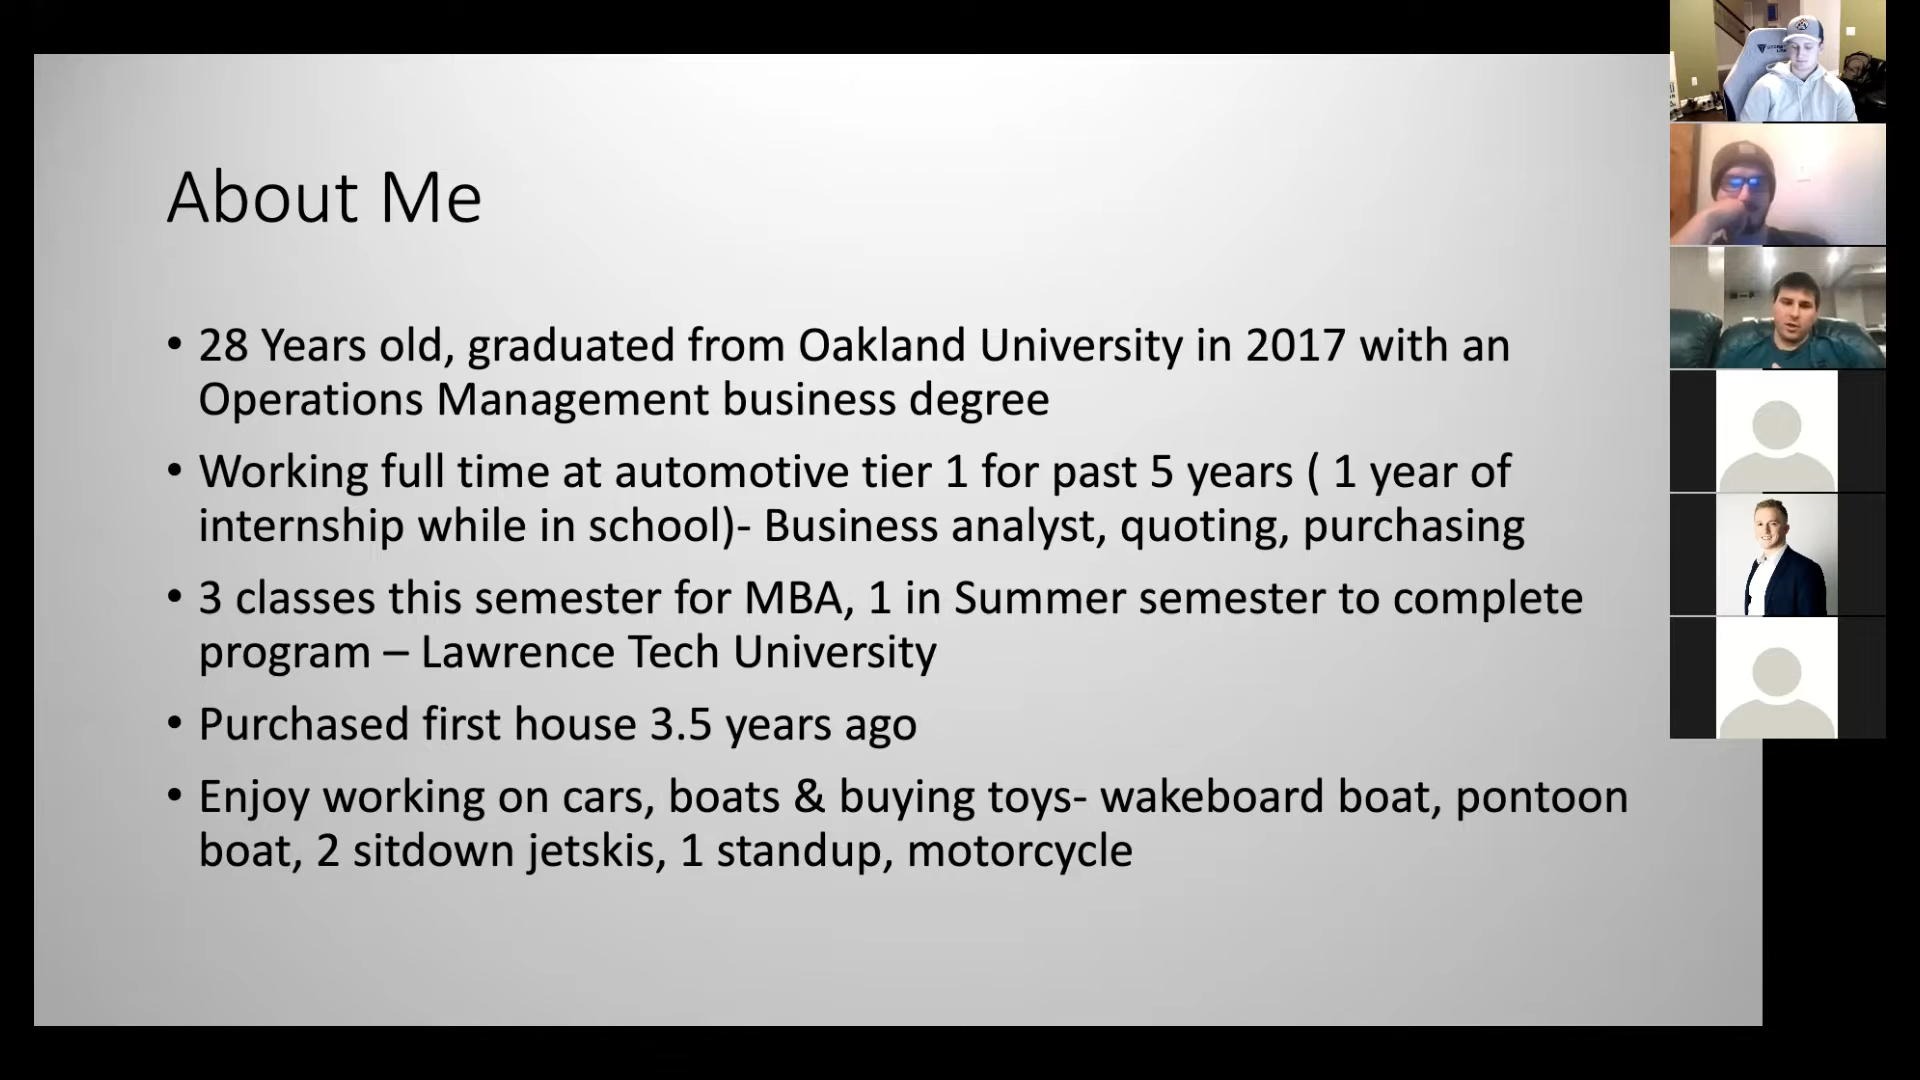 About Me
• 28 Years old, graduated from Oakland University in 2017 with an
Operations Management business degree
• Working full time at automotive tier 1 for past 5 years ( 1 year of
internship while in school)- Business analyst, quoting, purchasing
• 3 classes this semester for MBA, 1 in Summer semester to complete
program – Lawrence Tech University
• Purchased first house 3.5 years ago
• Enjoy working on cars, boats & buying toys- wakeboard boat, pontoon
boat, 2 sitdown jetskis, 1 standup, motorcycle